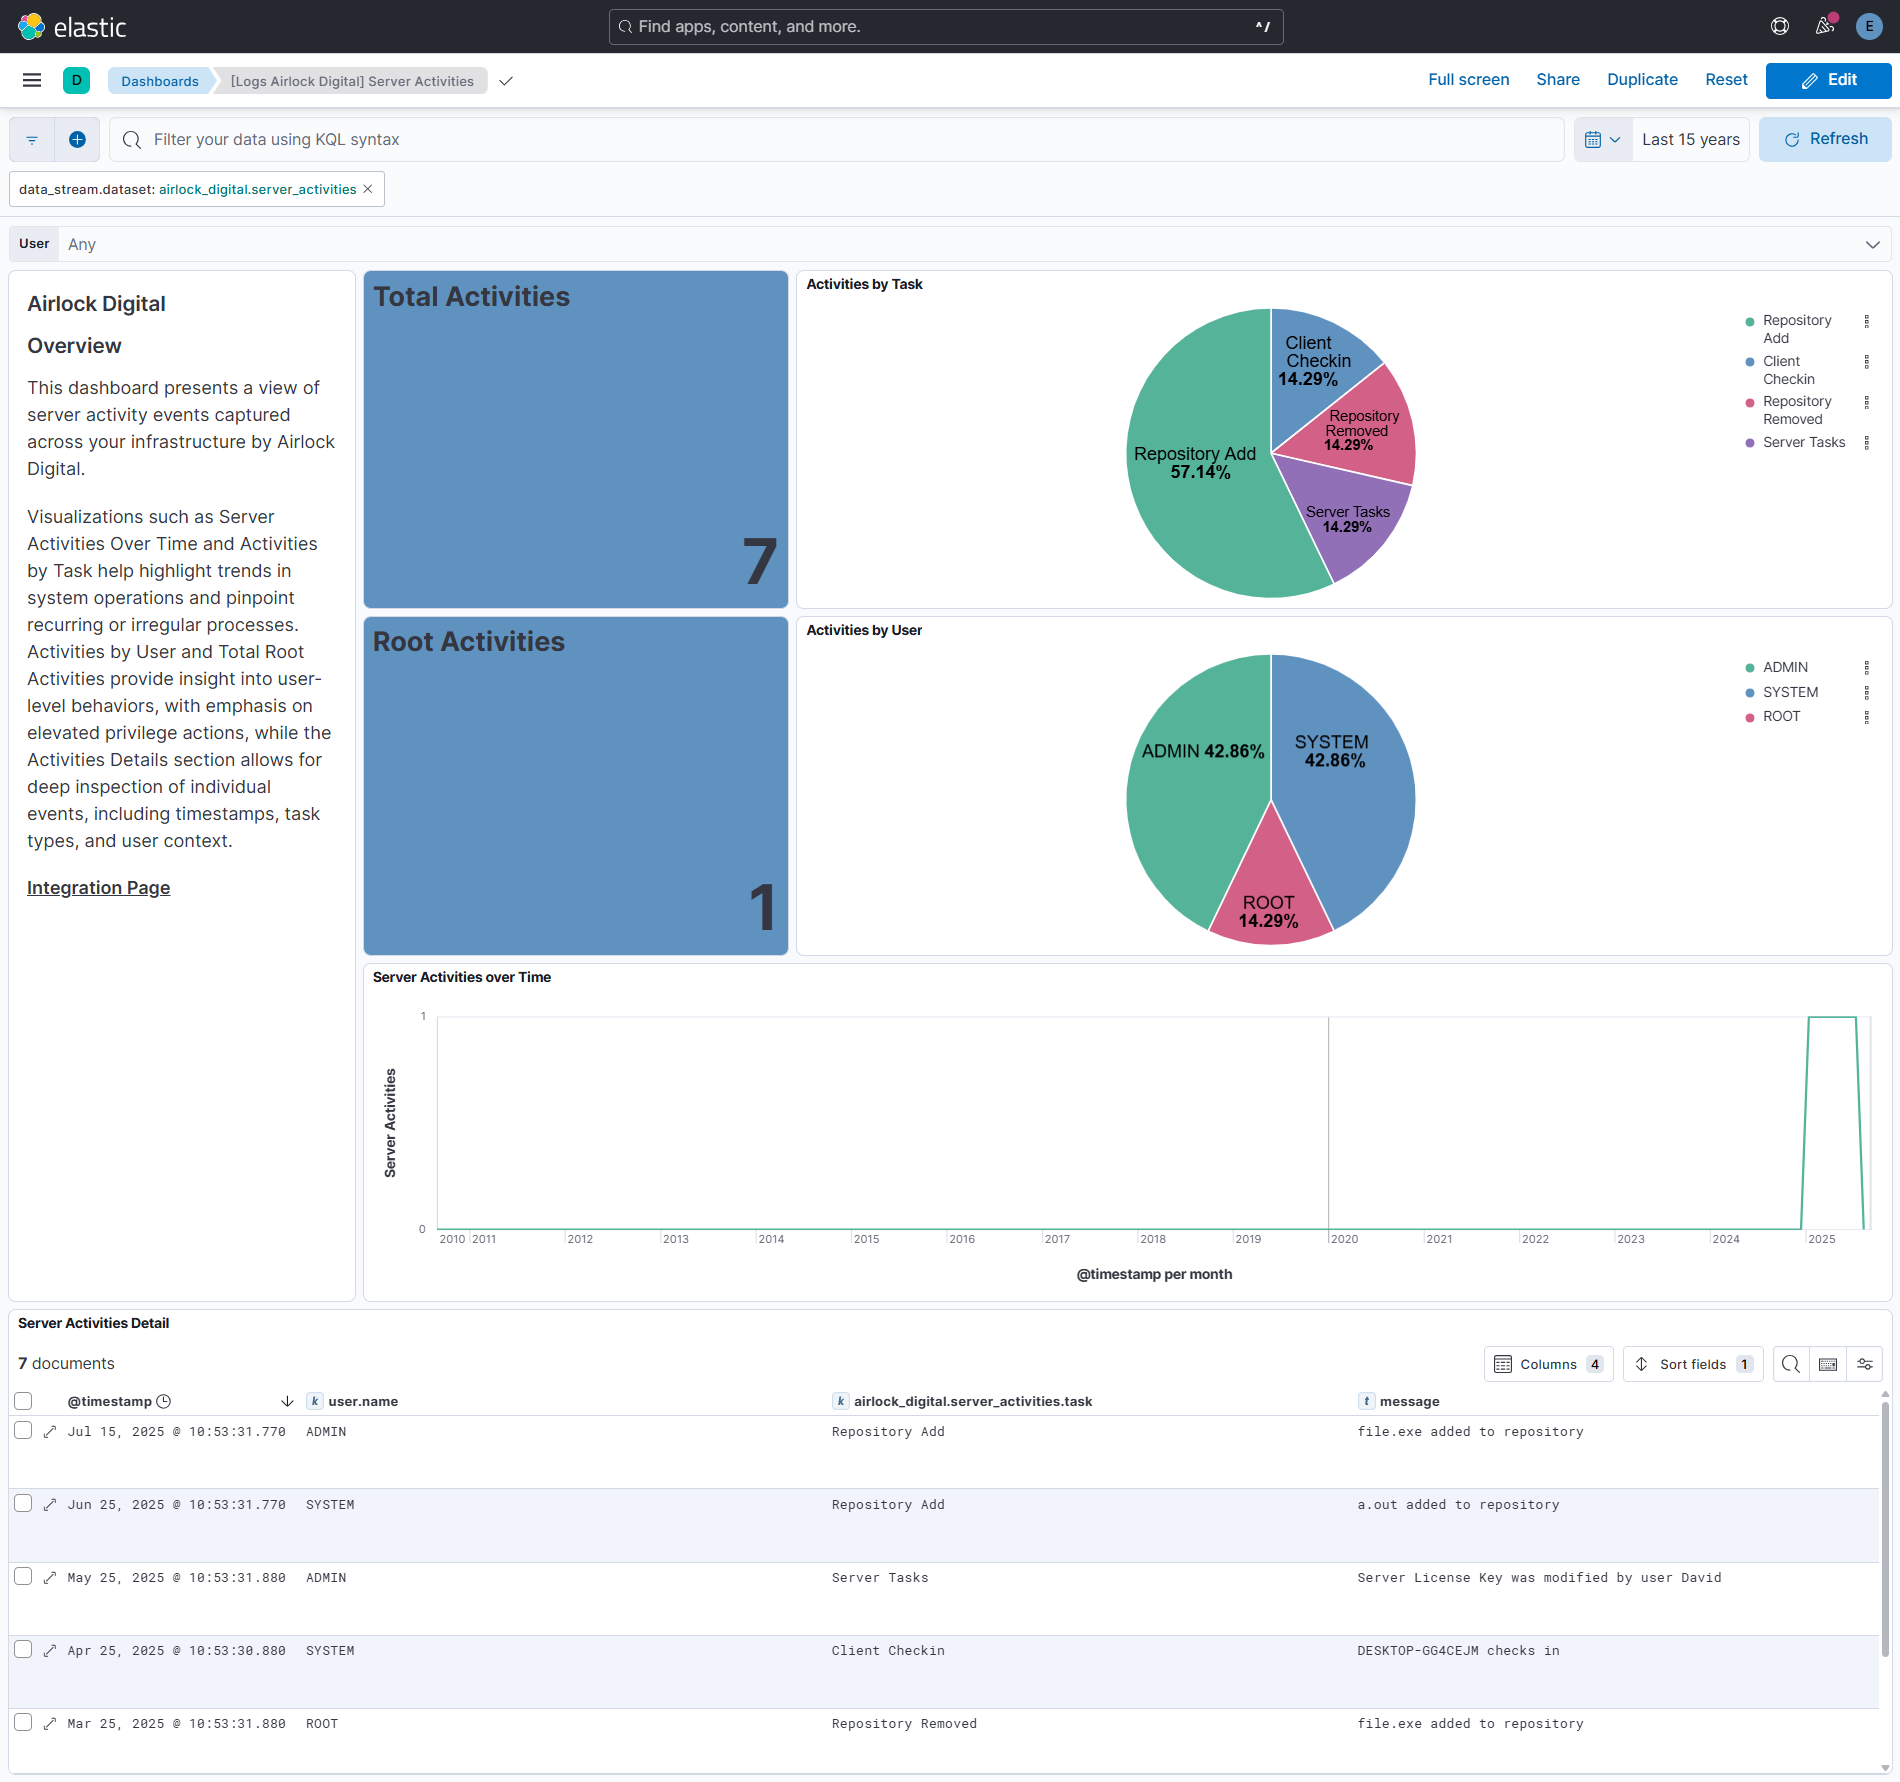 elastic
Find apps, content, and more.
^/
E
D
Dashboards
[Logs Airlock Digital] Server Activities
Full screen
Share
Duplicate
Reset
Edit
Filter your data using KQL syntax
Last 15 years
Refresh
data_stream.dataset: airlock_digital.server_activities
User
Any
Airlock Digital
Overview
This dashboard presents a view of
server activity events captured
across your infrastructure by Airlock
Digital.
Visualizations such as Server
Activities Over Time and Activities
by Task help highlight trends in
system operations and pinpoint
recurring or irregular processes.
Activities by User and Total Root
Activities provide insight into user-
level behaviors, with emphasis on
elevated privilege actions, while the
Activities Details section allows for
deep inspection of individual
events, including timestamps, task
types, and user context.
Integration Page
Total Activities
7
Activities by Task
Client
Checkin
14.29%
Repository
Removed
14.29%
Repository Add
57.14%
Server Tasks
14.29%
Repository
Add
Client
Checkin
Repository
Removed
Server Tasks
Root Activities
1
Activities by User
ADMIN 42.86%
SYSTEM
42.86%
ROOT
14.29%
ADMIN
SYSTEM
ROOT
Server Activities over Time
Server Activities
1
0
2010 2011 2012 2013 2014 2015 2016 2017 2018 2019 2020 2021 2022 2023 2024 2025
@timestamp per month
Server Activities Detail
7 documents
Columns 4
Sort fields 1
@timestamp k user.name k airlock_digital.server_activities.task t message
Jul 15, 2025 @ 10:53:31.770 ADMIN Repository Add file.exe added to repository
Jun 25, 2025 @ 10:53:31.770 SYSTEM Repository Add a.out added to repository
May 25, 2025 @ 10:53:31.880 ADMIN Server Tasks Server License Key was modified by user David
Apr 25, 2025 @ 10:53:30.880 SYSTEM Client Checkin DESKTOP-GG4CEJM checks in
Mar 25, 2025 @ 10:53:31.880 ROOT Repository Removed file.exe added to repository